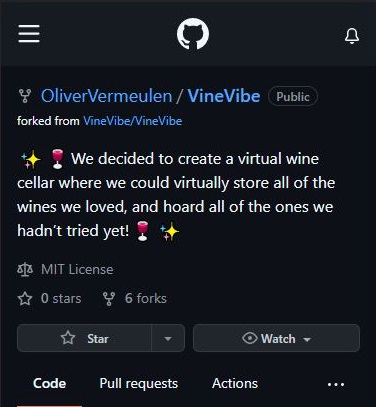 OliverVermeulen / VineVibe Public
forked from VineVibe/VineVibe
✨ 🍷 We decided to create a virtual wine
cellar where we could virtually store all of the
wines we loved, and hoard all of the ones we
hadn’t tried yet! 🍷 ✨
MIT License
0 stars 6 forks
Star Watch
Code Pull requests Actions ...